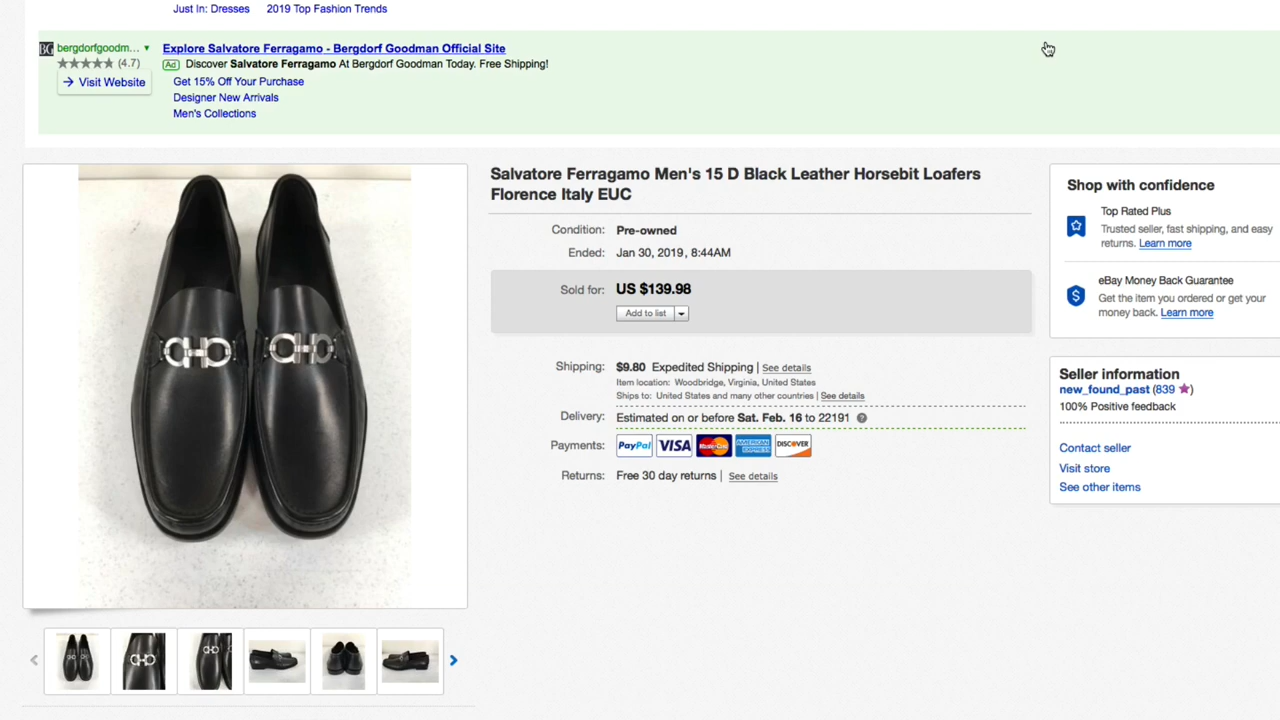 Just In: Dresses 2019 Top Fashion Trends
BG bergdorfgoodm... Explore Salvatore Ferragamo - Bergdorf Goodman Official Site
(4.7) Ad Discover Salvatore Ferragamo At Bergdorf Goodman Today. Free Shipping!
→ Visit Website Get 15% Off Your Purchase
Designer New Arrivals
Men's Collections
Salvatore Ferragamo Men's 15 D Black Leather Horsebit Loafers
Florence Italy EUC
Condition: Pre-owned
Ended: Jan 30, 2019, 8:44AM
Sold for: US $139.98
Add to list
Shipping: $9.80 Expedited Shipping | See details
Item location: Woodbridge, Virginia, United States
Ships to: United States and many other countries | See details
Delivery: Estimated on or before Sat. Feb. 16 to 22191
Payments: PayPal VISA MasterCard AMERICAN EXPRESS DISCOVER
Returns: Free 30 day returns | See details
Shop with confidence
Top Rated Plus
Trusted seller, fast shipping, and easy
returns. Learn more
eBay Money Back Guarantee
Get the item you ordered or get your
money back. Learn more
Seller information
new_found_past (839)
100% Positive feedback
Contact seller
Visit store
See other items